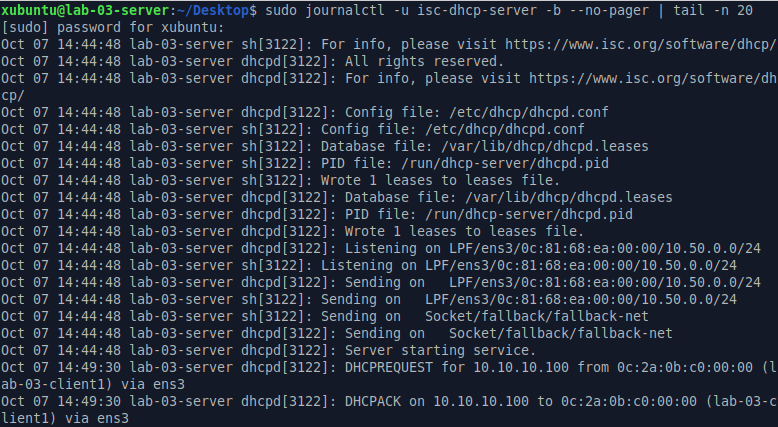 xubuntu@lab-03-server:~/Desktop$ sudo journalctl -u isc-dhcp-server -b --no-pager | tail -n 20
[sudo] password for xubuntu:
Oct 07 14:44:48 lab-03-server sh[3122]: For info, please visit https://www.isc.org/software/dhcp/
Oct 07 14:44:48 lab-03-server dhcpd[3122]: All rights reserved.
Oct 07 14:44:48 lab-03-server dhcpd[3122]: For info, please visit https://www.isc.org/software/dh
cp/
Oct 07 14:44:48 lab-03-server dhcpd[3122]: Config file: /etc/dhcp/dhcpd.conf
Oct 07 14:44:48 lab-03-server sh[3122]: Config file: /etc/dhcp/dhcpd.conf
Oct 07 14:44:48 lab-03-server sh[3122]: Database file: /var/lib/dhcp/dhcpd.leases
Oct 07 14:44:48 lab-03-server sh[3122]: PID file: /run/dhcp-server/dhcpd.pid
Oct 07 14:44:48 lab-03-server sh[3122]: Wrote 1 leases to leases file.
Oct 07 14:44:48 lab-03-server dhcpd[3122]: Database file: /var/lib/dhcp/dhcpd.leases
Oct 07 14:44:48 lab-03-server dhcpd[3122]: PID file: /run/dhcp-server/dhcpd.pid
Oct 07 14:44:48 lab-03-server dhcpd[3122]: Wrote 1 leases to leases file.
Oct 07 14:44:48 lab-03-server dhcpd[3122]: Listening on LPF/ens3/0c:81:68:ea:00:00/10.50.0.0/24
Oct 07 14:44:48 lab-03-server sh[3122]: Listening on LPF/ens3/0c:81:68:ea:00:00/10.50.0.0/24
Oct 07 14:44:48 lab-03-server dhcpd[3122]: Sending on   LPF/ens3/0c:81:68:ea:00:00/10.50.0.0/24
Oct 07 14:44:48 lab-03-server sh[3122]: Sending on   LPF/ens3/0c:81:68:ea:00:00/10.50.0.0/24
Oct 07 14:44:48 lab-03-server sh[3122]: Sending on   Socket/fallback/fallback-net
Oct 07 14:44:48 lab-03-server dhcpd[3122]: Sending on   Socket/fallback/fallback-net
Oct 07 14:44:48 lab-03-server dhcpd[3122]: Server starting service.
Oct 07 14:49:30 lab-03-server dhcpd[3122]: DHCPREQUEST for 10.10.10.100 from 0c:2a:0b:c0:00:00 (l
ab-03-client1) via ens3
Oct 07 14:49:30 lab-03-server dhcpd[3122]: DHCPACK on 10.10.10.100 to 0c:2a:0b:c0:00:00 (lab-03-c
lient1) via ens3